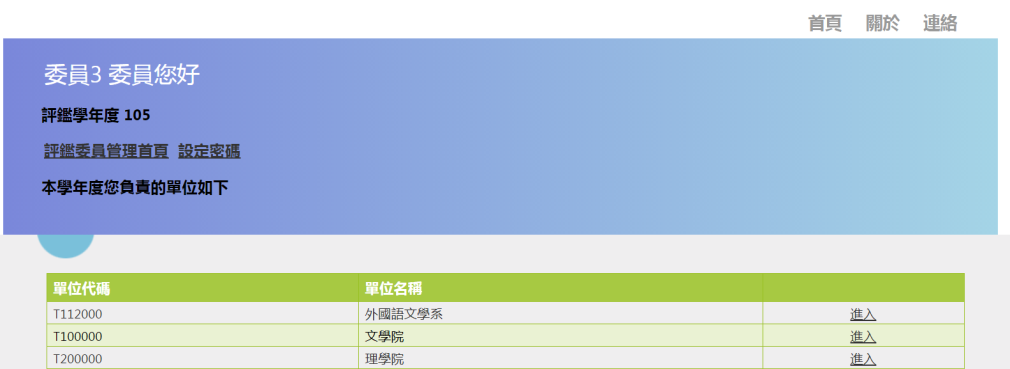 首頁 關於 連絡
委員3 委員您好
評鑑學年度 105
評鑑委員管理首頁 設定密碼
本學年度您負責的單位如下
單位代碼 單位名稱
T112000 外國語文學系 進入
T100000 文學院 進入
T200000 理學院 進入